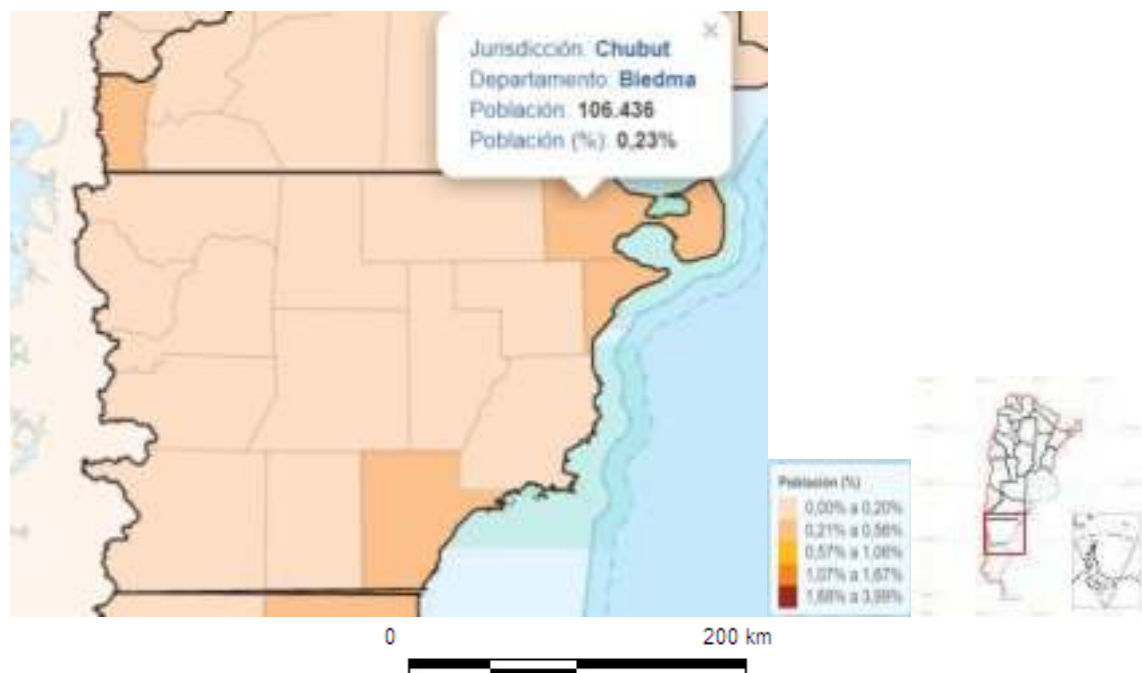 Jurisdicción: Chubut
Departamento: Biedma
Población: 106.436
Población (%): 0,23%
Población (%)
0,00% a 0,20%
0,21% a 0,56%
0,57% a 1,06%
1,07% a 1,67%
1,68% a 3,99%
0 200 km